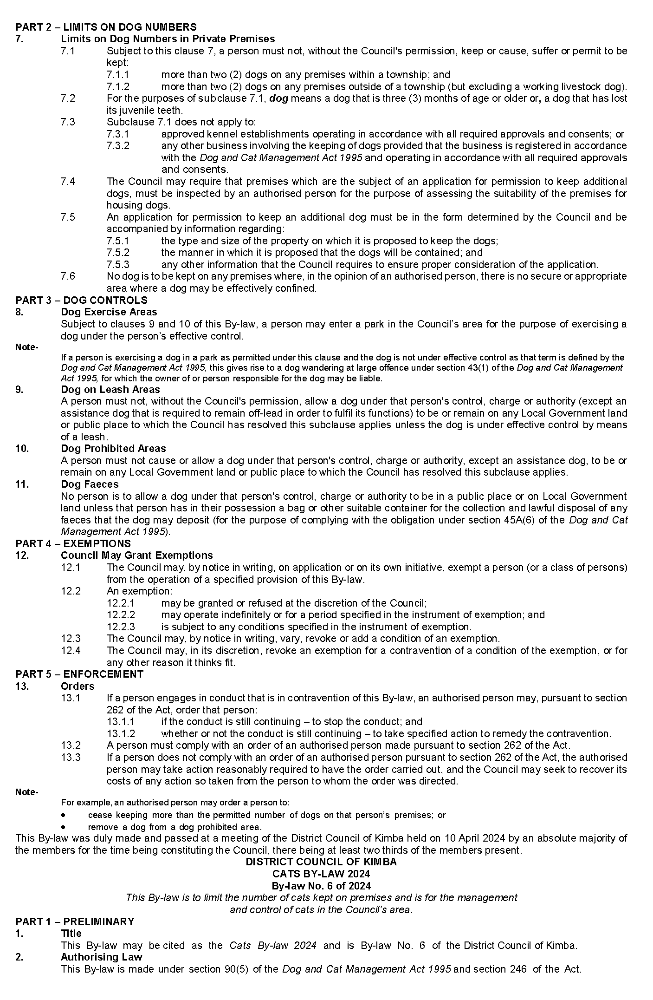 PART 2 – LIMITS ON DOG NUMBERS
7. Limits on Dog Numbers in Private Premises
7.1 Subject to this clause 7, a person must not, without the Council's permission, keep or cause, suffer or permit to be
kept:
7.1.1 more than two (2) dogs on any premises within a township; and
7.1.2 more than two (2) dogs on any premises outside of a township (but excluding a working livestock dog).
7.2 For the purposes of subclause 7.1, dog means a dog that is three (3) months of age or older or, a dog that has lost
its juvenile teeth.
7.3 Subclause 7.1 does not apply to:
7.3.1 approved kennel establishments operating in accordance with all required approvals and consents; or
7.3.2 any other business involving the keeping of dogs provided that the business is registered in accordance
with the Dog and Cat Management Act 1995 and operating in accordance with all required approvals
and consents.
7.4 The Council may require that premises which are the subject of an application for permission to keep additional
dogs, must be inspected by an authorised person for the purpose of assessing the suitability of the premises for
housing dogs.
7.5 An application for permission to keep an additional dog must be in the form determined by the Council and be
accompanied by information regarding:
7.5.1 the type and size of the property on which it is proposed to keep the dogs;
7.5.2 the manner in which it is proposed that the dogs will be contained; and
7.5.3 any other information that the Council requires to ensure proper consideration of the application.
7.6 No dog is to be kept on any premises where, in the opinion of an authorised person, there is no secure or appropriate
area where a dog may be effectively confined.
PART 3 – DOG CONTROLS
8. Dog Exercise Areas
Subject to clauses 9 and 10 of this By-law, a person may enter a park in the Council’s area for the purpose of exercising a
dog under the person’s effective control.
Note-
If a person is exercising a dog in a park as permitted under this clause and the dog is not under effective control as that term is defined by the
Dog and Cat Management Act 1995, this gives rise to a dog wandering at large offence under section 43(1) of the Dog and Cat Management
Act 1995, for which the owner of or person responsible for the dog may be liable.
9. Dog on Leash Areas
A person must not, without the Council's permission, allow a dog under that person's control, charge or authority (except an
assistance dog that is required to remain off-lead in order to fulfil its functions) to be or remain on any Local Government land
or public place to which the Council has resolved this subclause applies unless the dog is under effective control by means
of a leash.
10. Dog Prohibited Areas
A person must not cause or allow a dog under that person's control, charge or authority, except an assistance dog, to be or
remain on any Local Government land or public place to which the Council has resolved this subclause applies.
11. Dog Faeces
No person is to allow a dog under that person's control, charge or authority to be in a public place or on Local Government
land unless that person has in their possession a bag or other suitable container for the collection and lawful disposal of any
faeces that the dog may deposit (for the purpose of complying with the obligation under section 45A(6) of the Dog and Cat
Management Act 1995).
PART 4 – EXEMPTIONS
12. Council May Grant Exemptions
12.1 The Council may, by notice in writing, on application or on its own initiative, exempt a person (or a class of persons)
from the operation of a specified provision of this By-law.
12.2 An exemption:
12.2.1 may be granted or refused at the discretion of the Council;
12.2.2 may operate indefinitely or for a period specified in the instrument of exemption; and
12.2.3 is subject to any conditions specified in the instrument of exemption.
12.3 The Council may, by notice in writing, vary, revoke or add a condition of an exemption.
12.4 The Council may, in its discretion, revoke an exemption for a contravention of a condition of the exemption, or for
any other reason it thinks fit.
PART 5 – ENFORCEMENT
13. Orders
13.1 If a person engages in conduct that is in contravention of this By-law, an authorised person may, pursuant to section
262 of the Act, order that person:
13.1.1 if the conduct is still continuing – to stop the conduct; and
13.1.2 whether or not the conduct is still continuing – to take specified action to remedy the contravention.
13.2 A person must comply with an order of an authorised person made pursuant to section 262 of the Act.
13.3 If a person does not comply with an order of an authorised person pursuant to section 262 of the Act, the authorised
person may take action reasonably required to have the order carried out, and the Council may seek to recover its
costs of any action so taken from the person to whom the order was directed.
Note-
For example, an authorised person may order a person to:
● cease keeping more than the permitted number of dogs on that person’s premises; or
● remove a dog from a dog prohibited area.
This By-law was duly made and passed at a meeting of the District Council of Kimba held on 10 April 2024 by an absolute majority of
the members for the time being constituting the Council, there being at least two thirds of the members present.
DISTRICT COUNCIL OF KIMBA
CATS BY-LAW 2024
By-law No. 6 of 2024
This By-law is to limit the number of cats kept on premises and is for the management
and control of cats in the Council’s area.
PART 1 – PRELIMINARY
1. Title
This By-law may be cited as the Cats By-law 2024 and is By-law No. 6 of the District Council of Kimba.
2. Authorising Law
This By-law is made under section 90(5) of the Dog and Cat Management Act 1995 and section 246 of the Act.